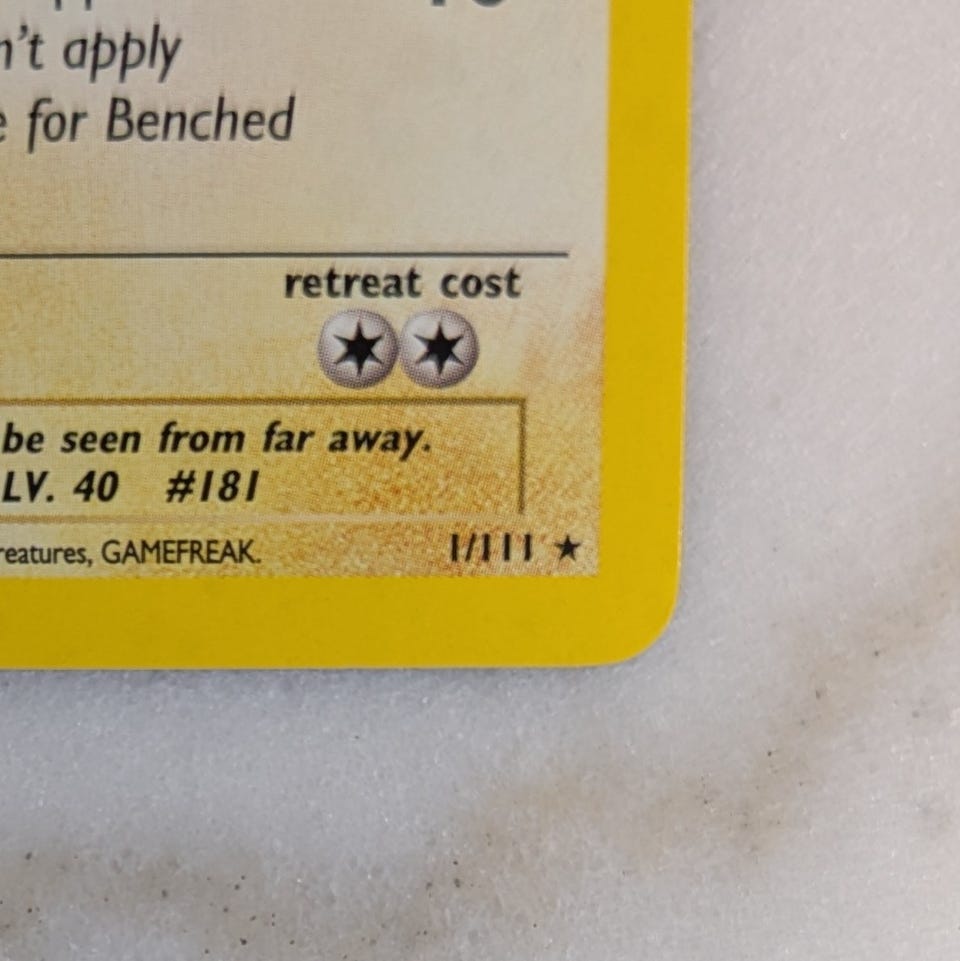 n't apply
for Benched
retreat cost
be seen from far away.
LV. 40 #181
reatures, GAMEFREAK.
1/111 ★